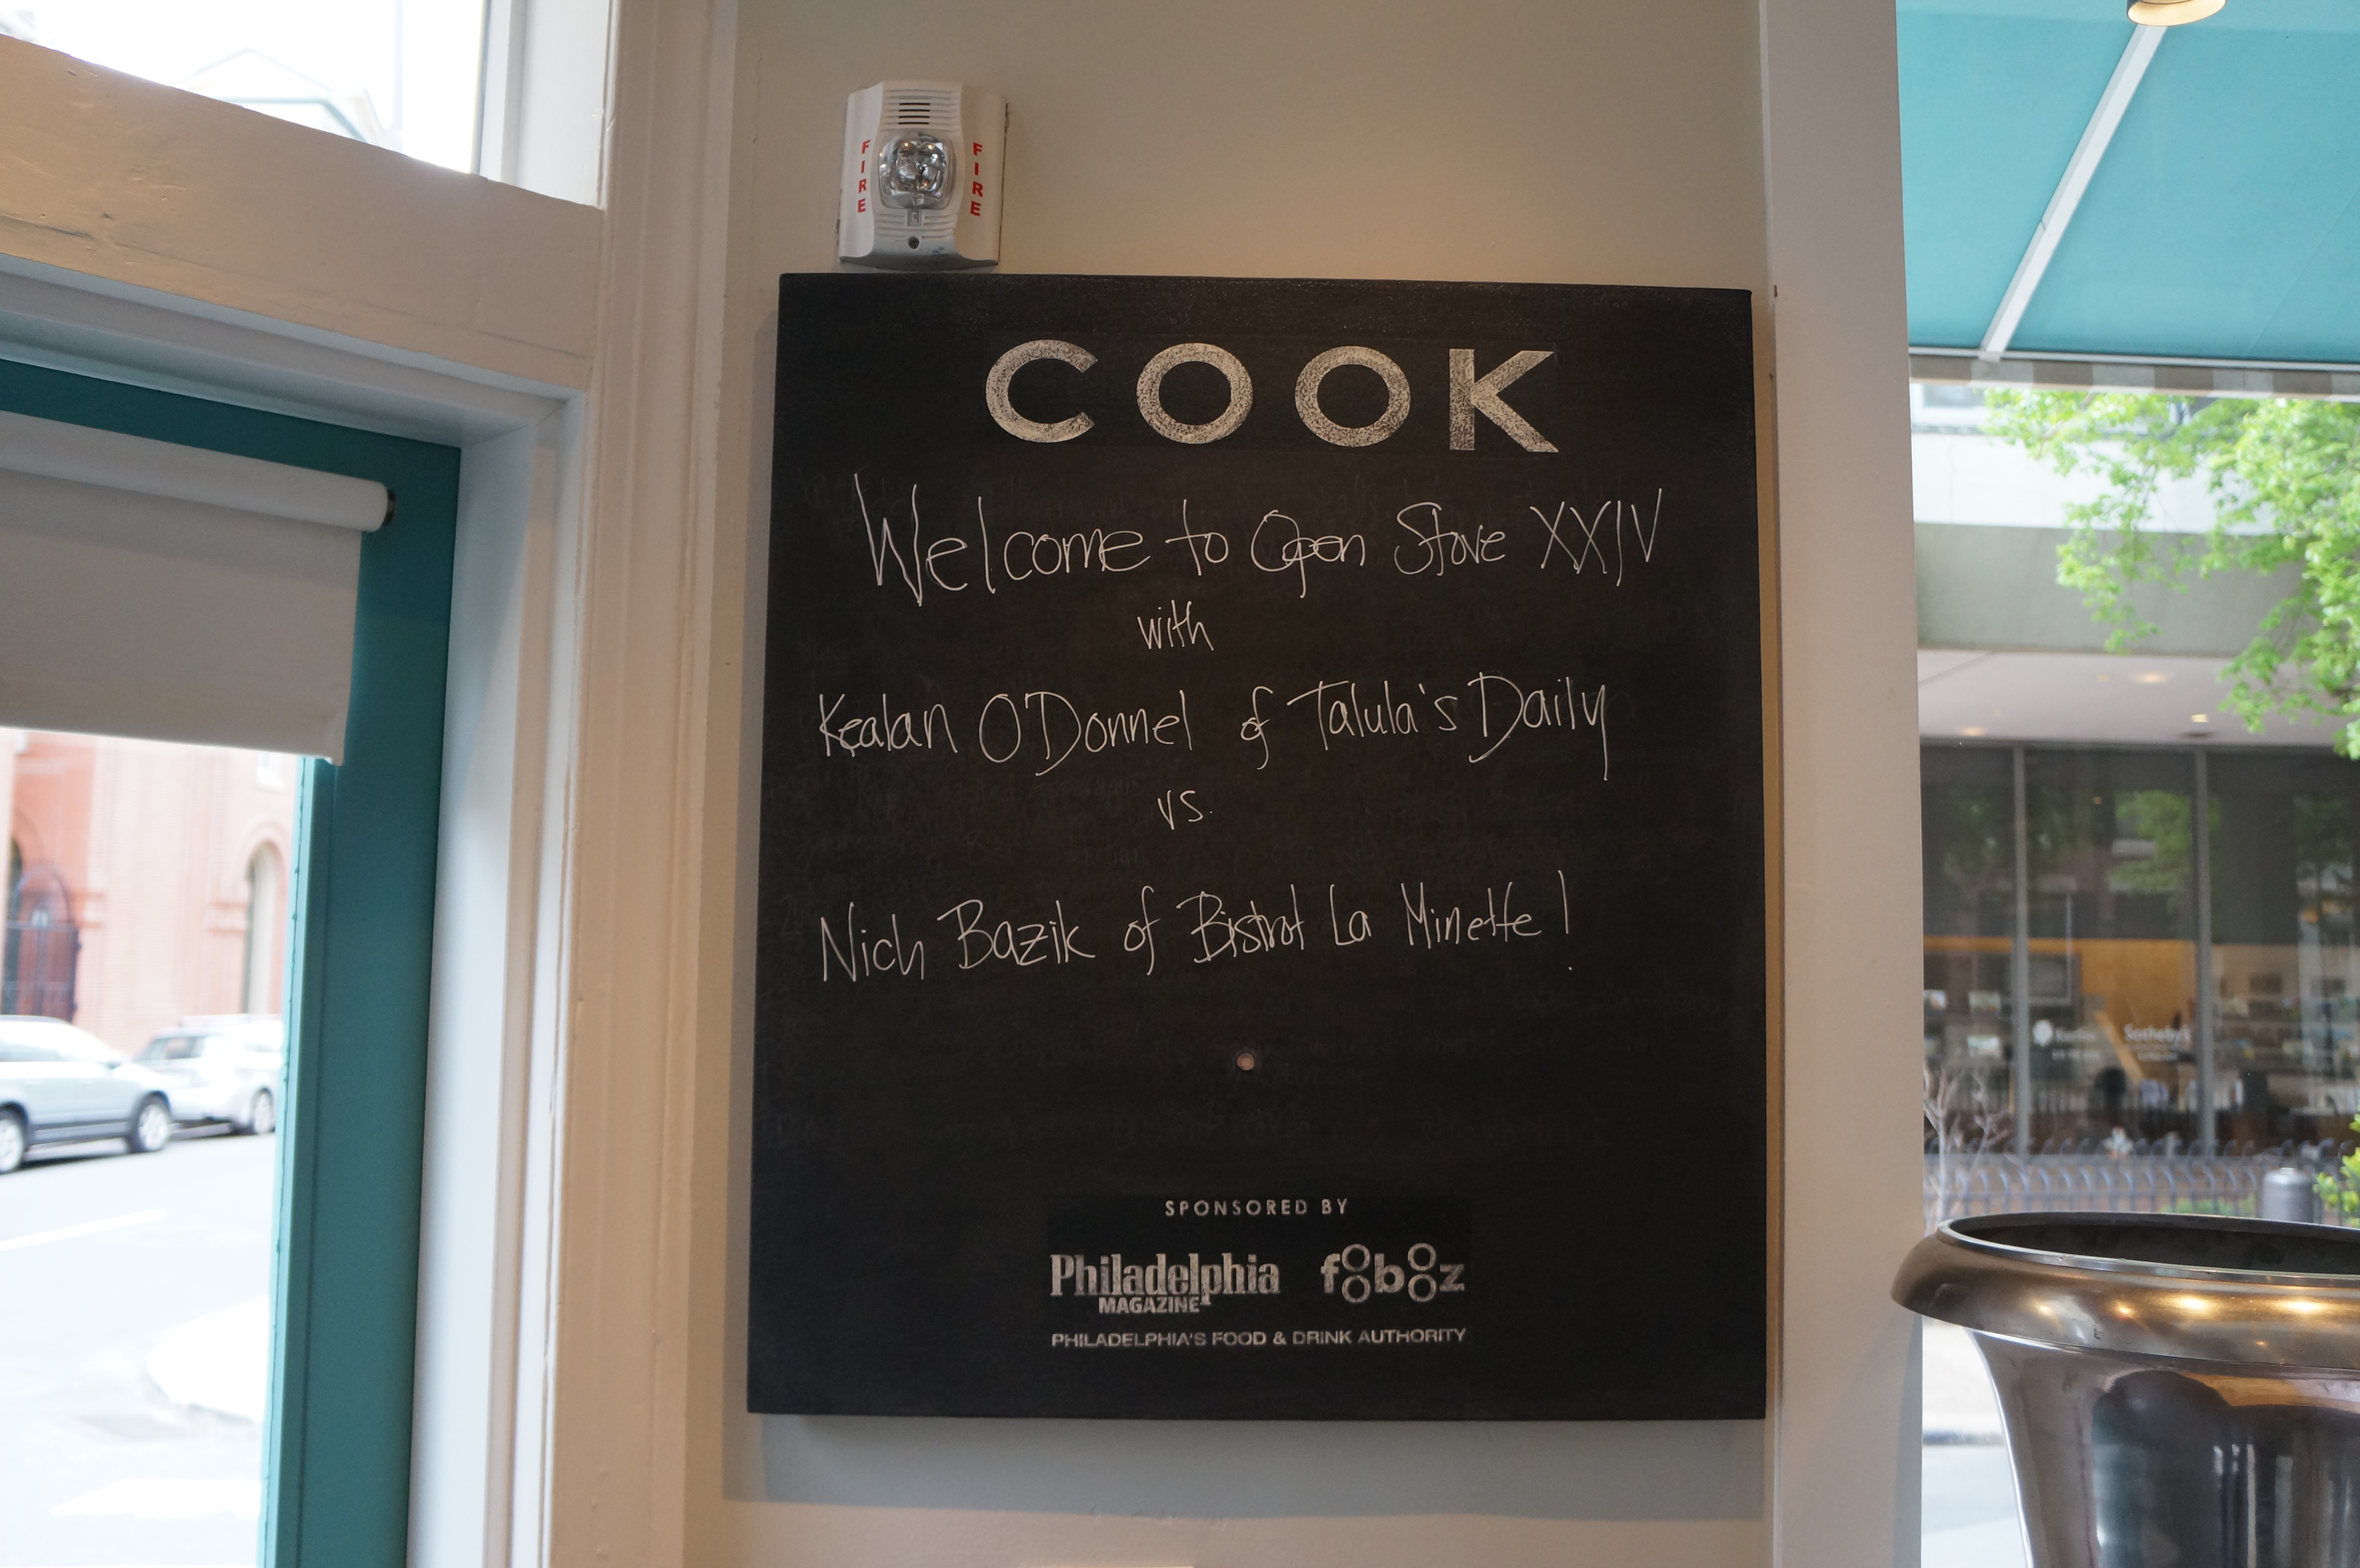 FIRE
FIRE
COOK
Welcome to Open Stove XXIV
with
Kealan O'Donnel of Talula's Daily
vs.
Nich Bazik of Bistrot La Minette!
SPONSORED BY
Philadelphia foobooz
MAGAZINE
PHILADELPHIA'S FOOD & DRINK AUTHORITY
Sotheby's